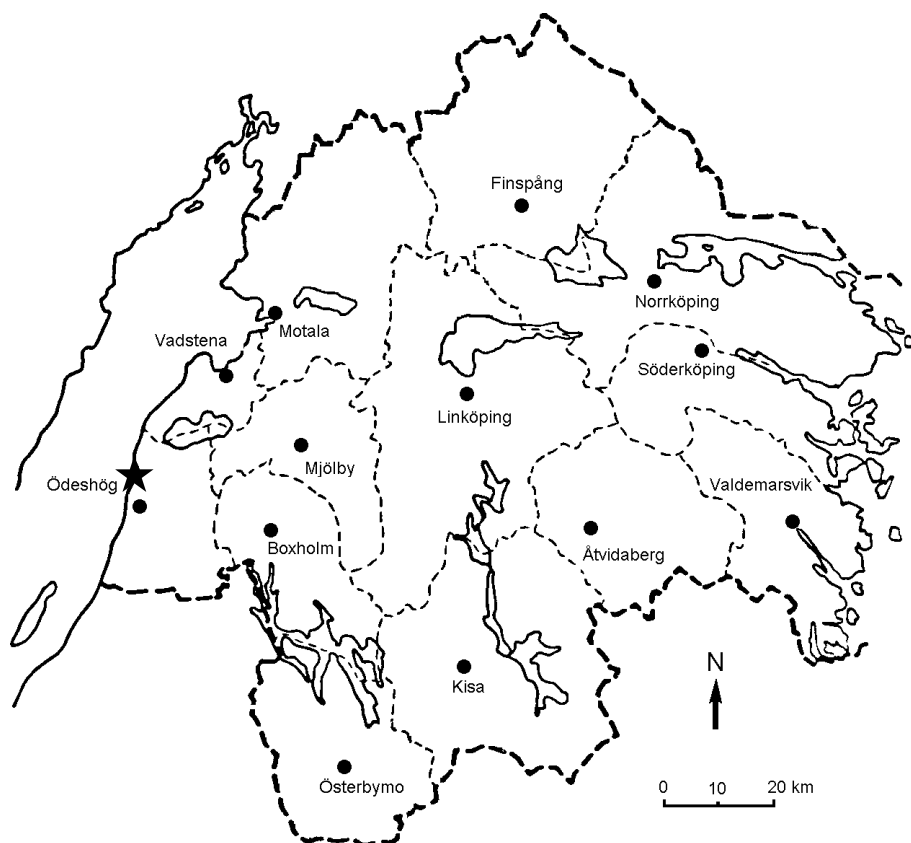 Finspång
Norrköping
Motala
Vadstena
Söderköping
Linköping
Mjölby
Ödeshög
Valdemarsvik
Boxholm
Åtvidaberg
N
Kisa
Österbymo
0 10 20 km